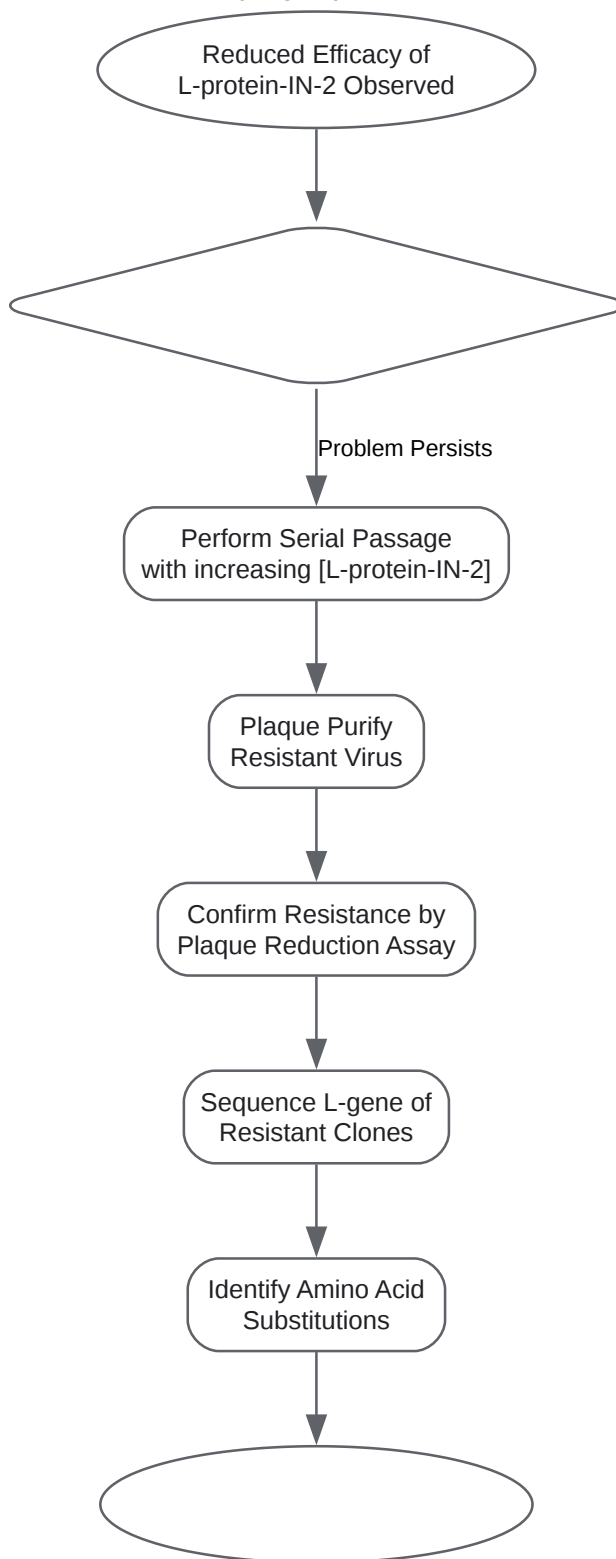 Reduced Efficacy of
L-protein-IN-2 Observed
Problem Persists
Perform Serial Passage
with increasing [L-protein-IN-2]
Plaque Purify
Resistant Virus
Confirm Resistance by
Plaque Reduction Assay
Sequence L-gene of
Resistant Clones
Identify Amino Acid
Substitutions